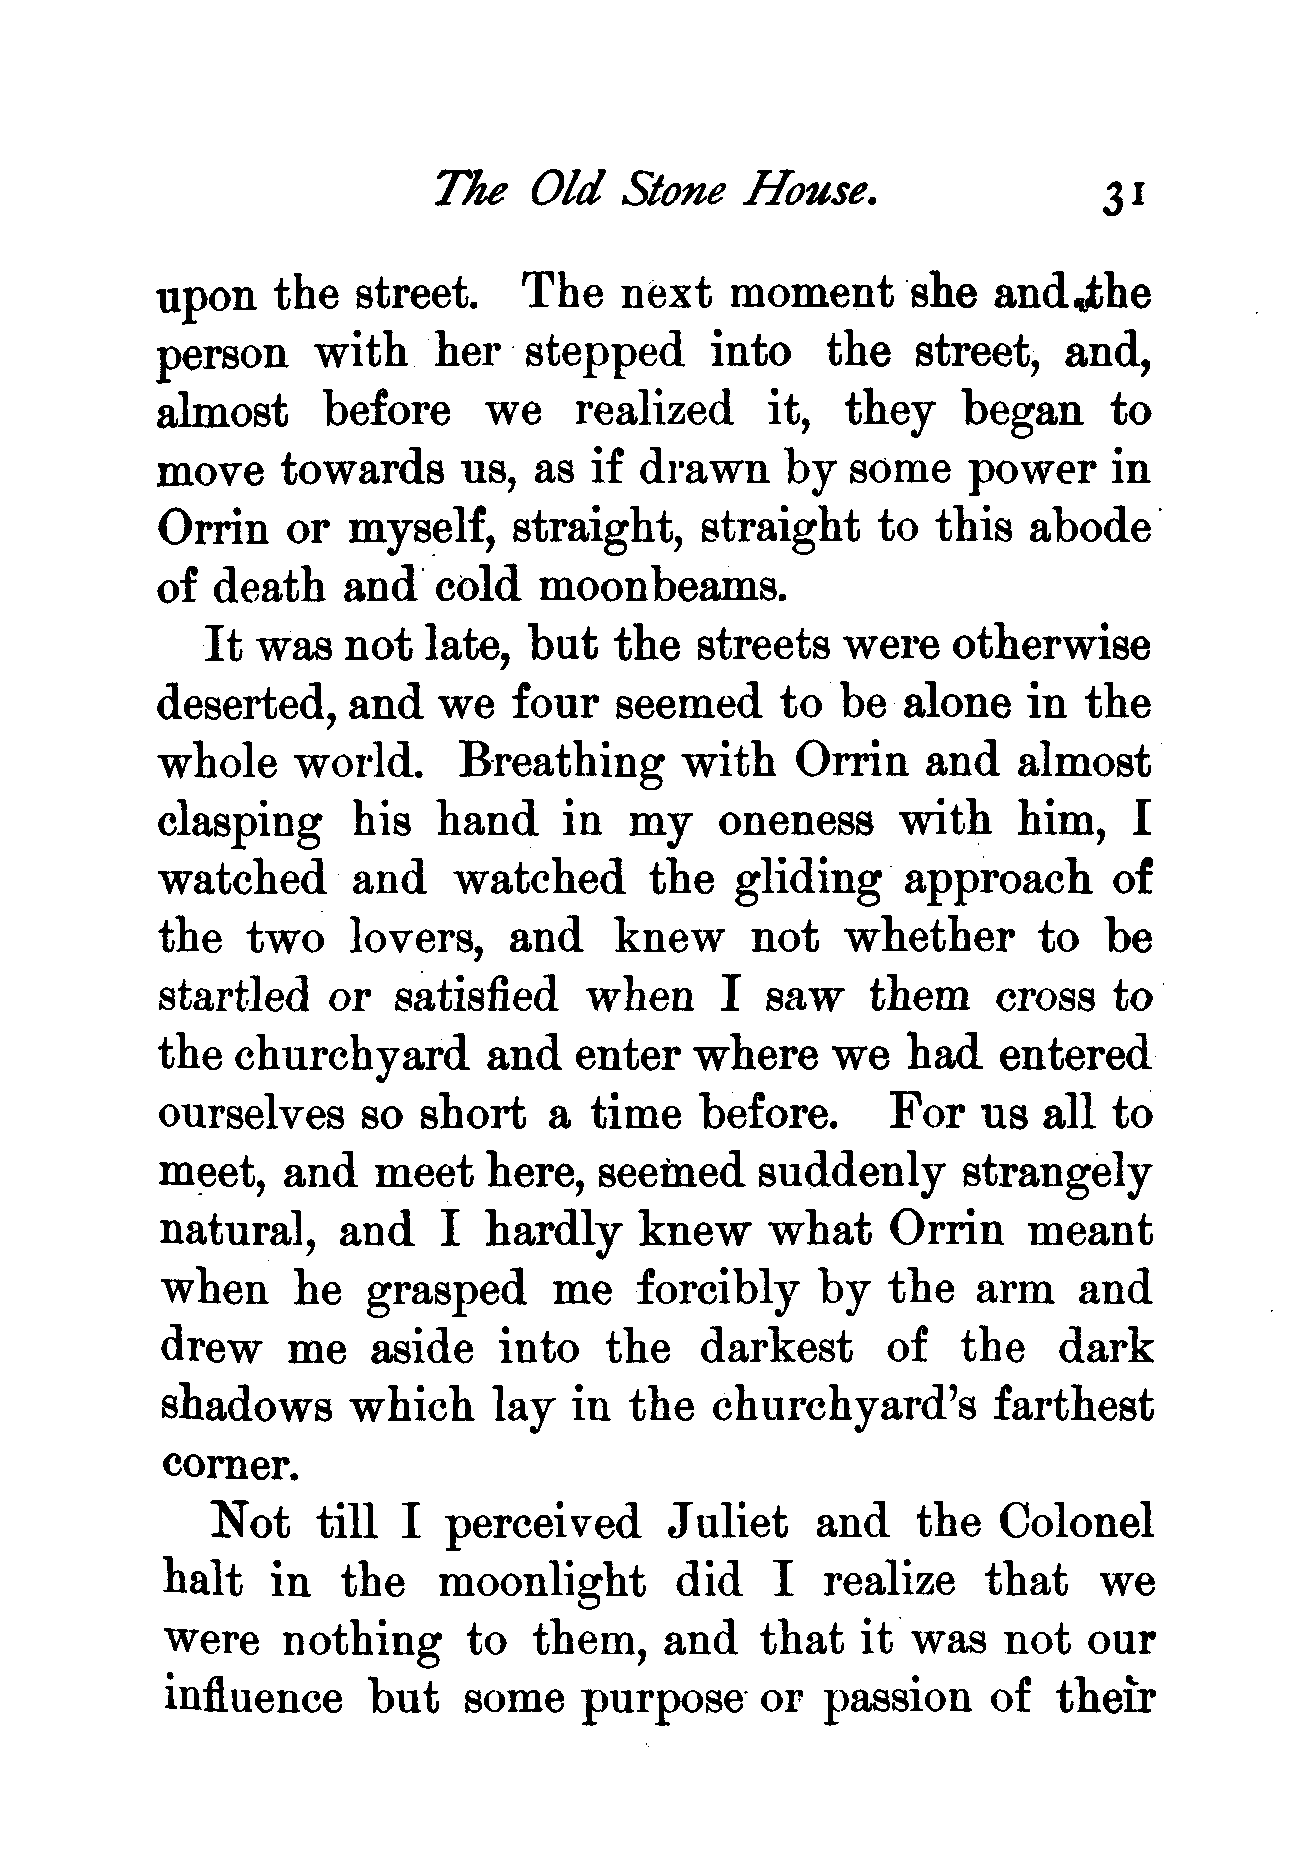 The Old Stone House. 31
upon the street. The next moment she and the
person with her stepped into the street, and,
almost before we realized it, they began to
move towards us, as if drawn by some power in
Orrin or myself, straight, straight to this abode
of death and cold moonbeams.
It was not late, but the streets were otherwise
deserted, and we four seemed to be alone in the
whole world. Breathing with Orrin and almost
clasping his hand in my oneness with him, I
watched and watched the gliding approach of
the two lovers, and knew not whether to be
startled or satisfied when I saw them cross to
the churchyard and enter where we had entered
ourselves so short a time before. For us all to
meet, and meet here, seemed suddenly strangely
natural, and I hardly knew what Orrin meant
when he grasped me forcibly by the arm and
drew me aside into the darkest of the dark
shadows which lay in the churchyard's farthest
corner.
Not till I perceived Juliet and the Colonel
halt in the moonlight did I realize that we
were nothing to them, and that it was not our
influence but some purpose or passion of their